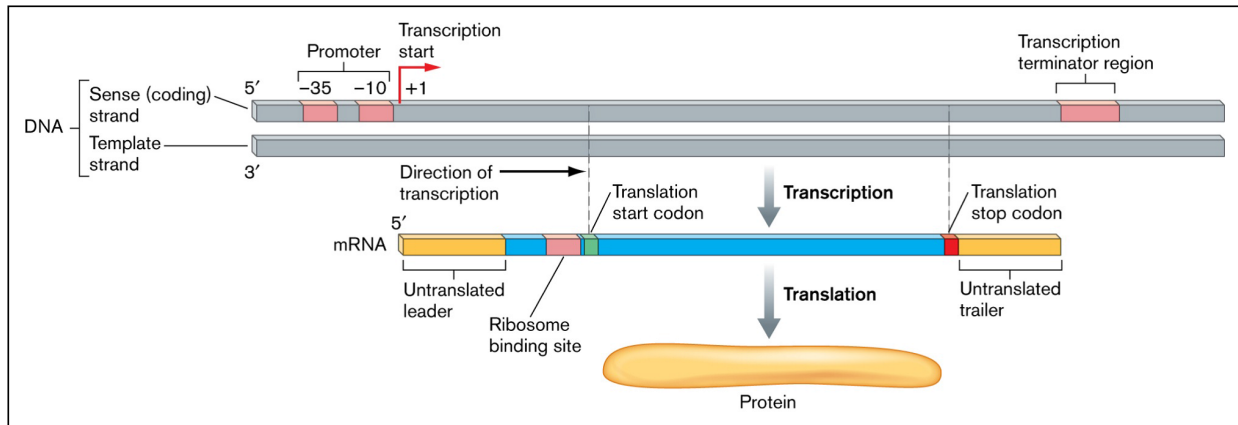 Transcription
start
Promoter
−35
−10
+1
Transcription
terminator region
5′
Sense (coding)
strand
DNA
Template
strand
3′
Direction of
transcription
Translation
start codon
Transcription
Translation
stop codon
5′
mRNA
Untranslated
leader
Ribosome
binding site
Translation
Untranslated
trailer
Protein